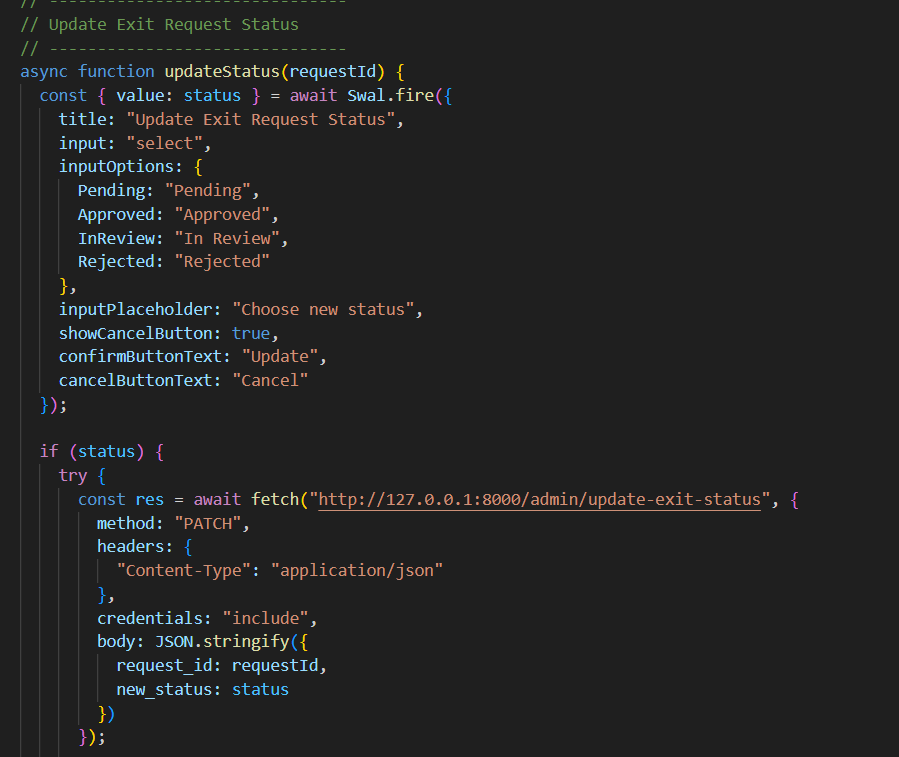 // -------------------------------
// Update Exit Request Status
// -------------------------------
async function updateStatus(requestId) {
  const { value: status } = await Swal.fire({
    title: "Update Exit Request Status",
    input: "select",
    inputOptions: {
      Pending: "Pending",
      Approved: "Approved",
      InReview: "In Review",
      Rejected: "Rejected"
    },
    inputPlaceholder: "Choose new status",
    showCancelButton: true,
    confirmButtonText: "Update",
    cancelButtonText: "Cancel"
  });

  if (status) {
    try {
      const res = await fetch("http://127.0.0.1:8000/admin/update-exit-status", {
        method: "PATCH",
        headers: {
          "Content-Type": "application/json"
        },
        credentials: "include",
        body: JSON.stringify({
          request_id: requestId,
          new_status: status
        })
      });